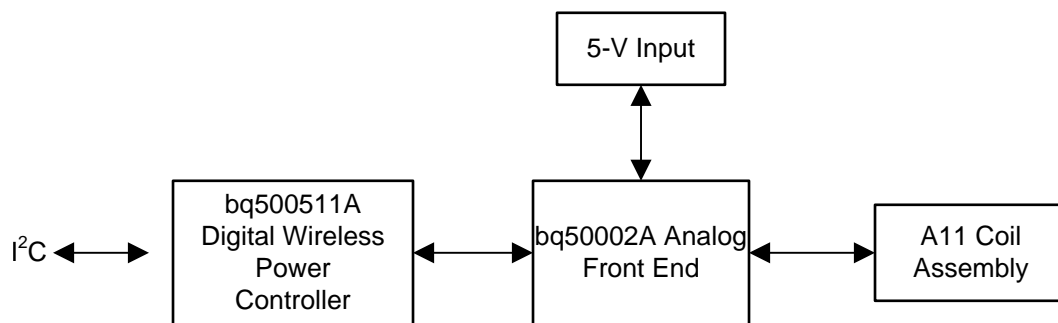 5-V Input
I²C
bq500511A
Digital Wireless
Power
Controller
bq50002A Analog
Front End
A11 Coil
Assembly